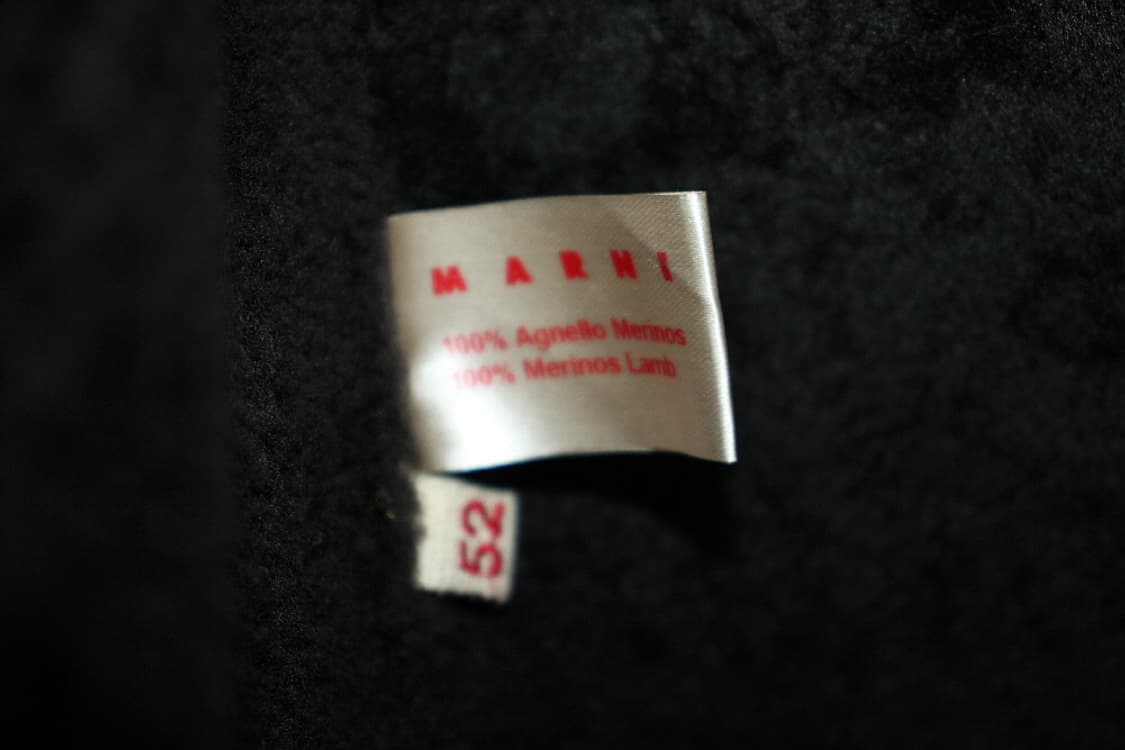 MARNI
100% Agnello Merinos
100% Merinos Lamb
52